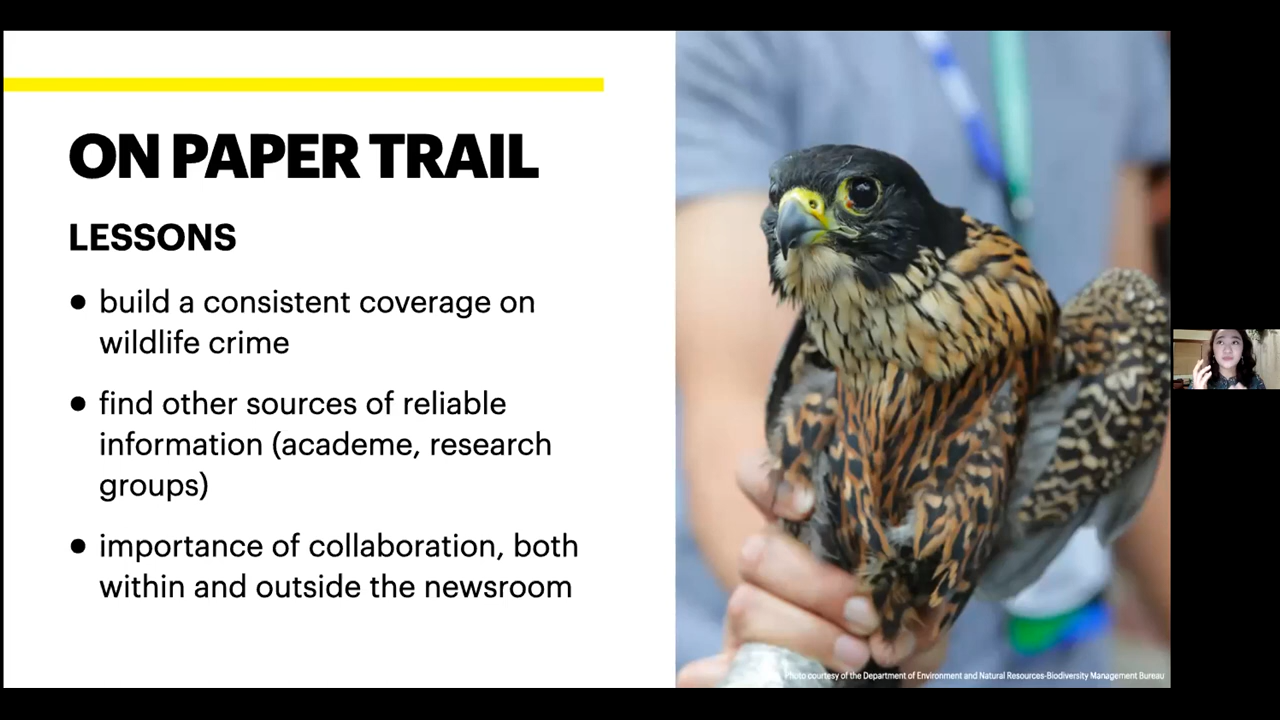 ON PAPER TRAIL
LESSONS
● build a consistent coverage on
wildlife crime
● find other sources of reliable
information (academe, research
groups)
● importance of collaboration, both
within and outside the newsroom
Photo courtesy of the Department of Environment and Natural Resources-Biodiversity Management Bureau